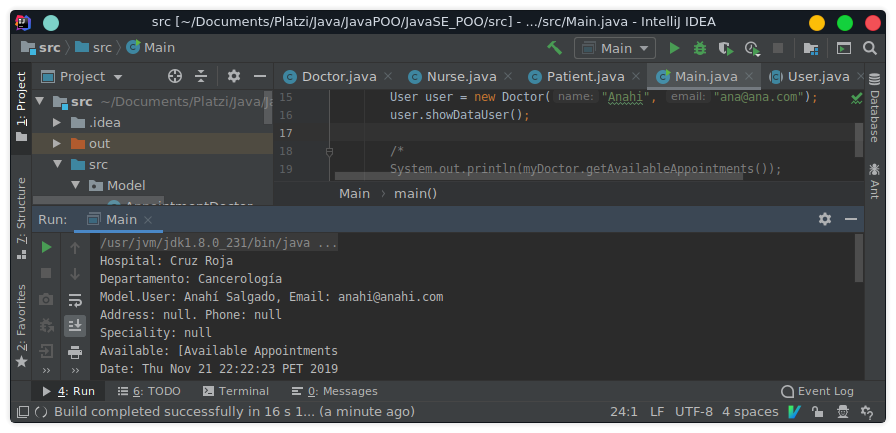 src [~/Documents/Platzi/Java/JavaPOO/JavaSE_POO/src] - .../src/Main.java - IntelliJ IDEA
src src Main Main
Project Doctor.java Nurse.java Patient.java Main.java User.java
src ~/Documents/Platzi/Java/
.idea
out
src
Model
15 User user = new Doctor( name: "Anahi", email: "ana@ana.com");
16 user.showDataUser();
17
18 /*
19 System.out.println(myDoctor.getAvailableAppointments());
Main main()
1: Project
7: Structure
2: Favorites
Database
Ant
Run: Main
/usr/jvm/jdk1.8.0_231/bin/java ...
Hospital: Cruz Roja
Departamento: Cancerología
Model.User: Anahí Salgado, Email: anahi@anahi.com
Address: null. Phone: null
Speciality: null
Available: [Available Appointments
Date: Thu Nov 21 22:22:23 PET 2019
4: Run 6: TODO Terminal 0: Messages Event Log
Build completed successfully in 16 s 1... (a minute ago) 24:1 LF UTF-8 4 spaces